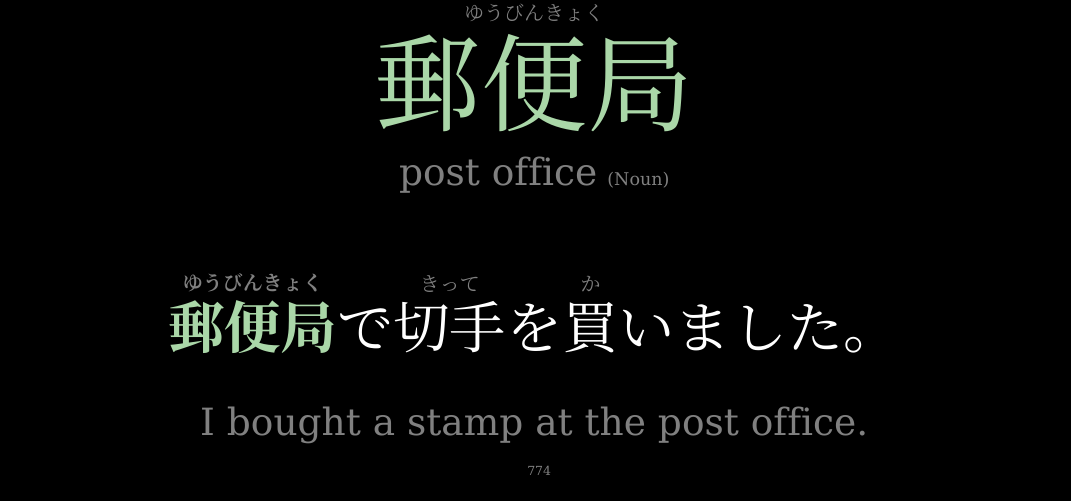 ゆうびんきょく
郵便局
post office (Noun)
ゆうびんきょく きって か
郵便局で切手を買いました。
I bought a stamp at the post office.
774